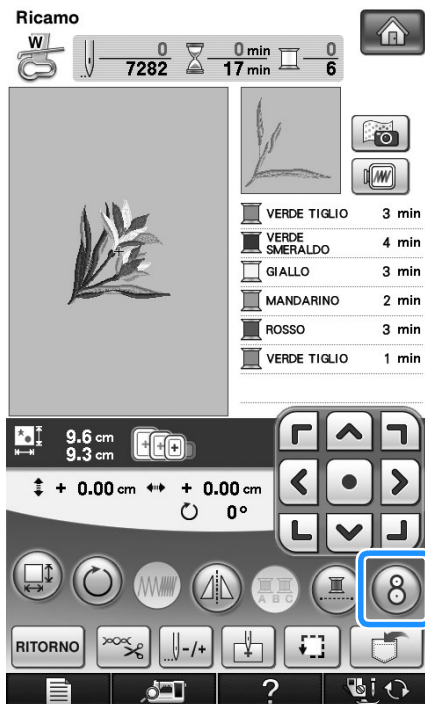 Ricamo
W
0 0 min 0
7282 17 min 6
VERDE TIGLIO 3 min
VERDE SMERALDO 4 min
GIALLO 3 min
MANDARINO 2 min
ROSSO 3 min
VERDE TIGLIO 1 min
9.6 cm
9.3 cm
+ 0.00 cm + 0.00 cm
0°
A B C
8
RITORNO -/+
? i